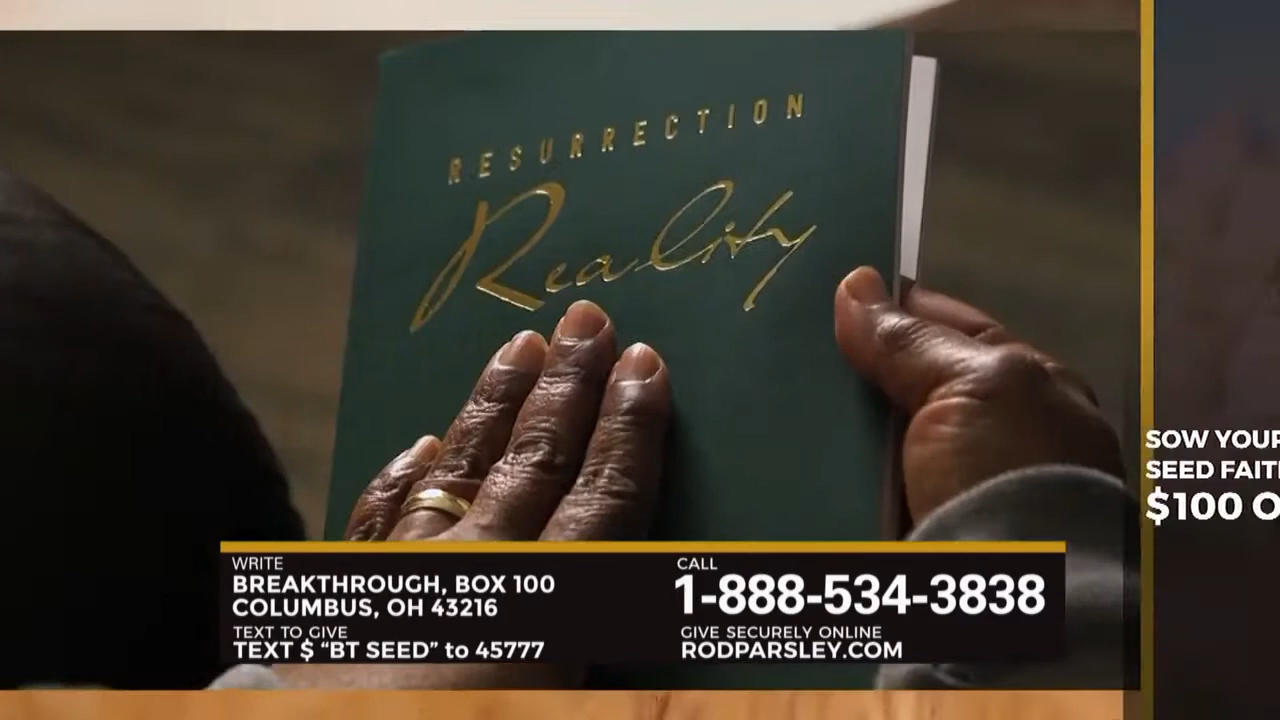 RESURRECTION
Reality
WRITE
BREAKTHROUGH, BOX 100
COLUMBUS, OH 43216
TEXT TO GIVE
TEXT $ “BT SEED” to 45777
CALL
1-888-534-3838
GIVE SECURELY ONLINE
RODPARSLEY.COM
SOW YOUR
SEED
$100